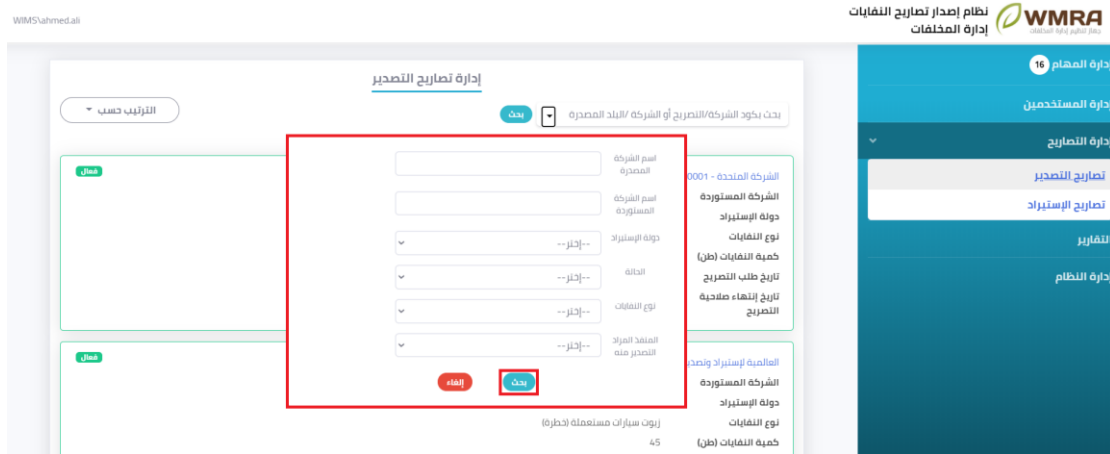 WIMS\ahmed.ali
نظام إصدار تصاريح النفايات
إدارة المخلفات
WMRA
جهاز تنظيم إدارة المخلفات
إدارة المهام 16
إدارة المستخدمين
إدارة التصاريح
تصاريح التصدير
تصاريح الإستيراد
التقارير
إدارة النظام
إدارة تصاريح التصدير
بحث بكود الشركة/التصريح أو الشركة /البلد المصدرة
بحث
الترتيب حسب
الشركة المتحدة - 0001
فعال
الشركة المستوردة
دولة الإستيراد
نوع النفايات
كمية النفايات (طن)
تاريخ طلب التصريح
تاريخ إنتهاء صلاحية
التصريح
اسم الشركة
المصدرة
اسم الشركة
المستوردة
دولة الإستيراد
--إختر--
الحالة
--إختر--
نوع النفايات
--إختر--
المنفذ المراد
التصدير منه
--إختر--
بحث
إلغاء
العالمية لإستيراد وتصدير
فعال
الشركة المستوردة
دولة الإستيراد
نوع النفايات
زيوت سيارات مستعملة (خطرة)
كمية النفايات (طن)
45